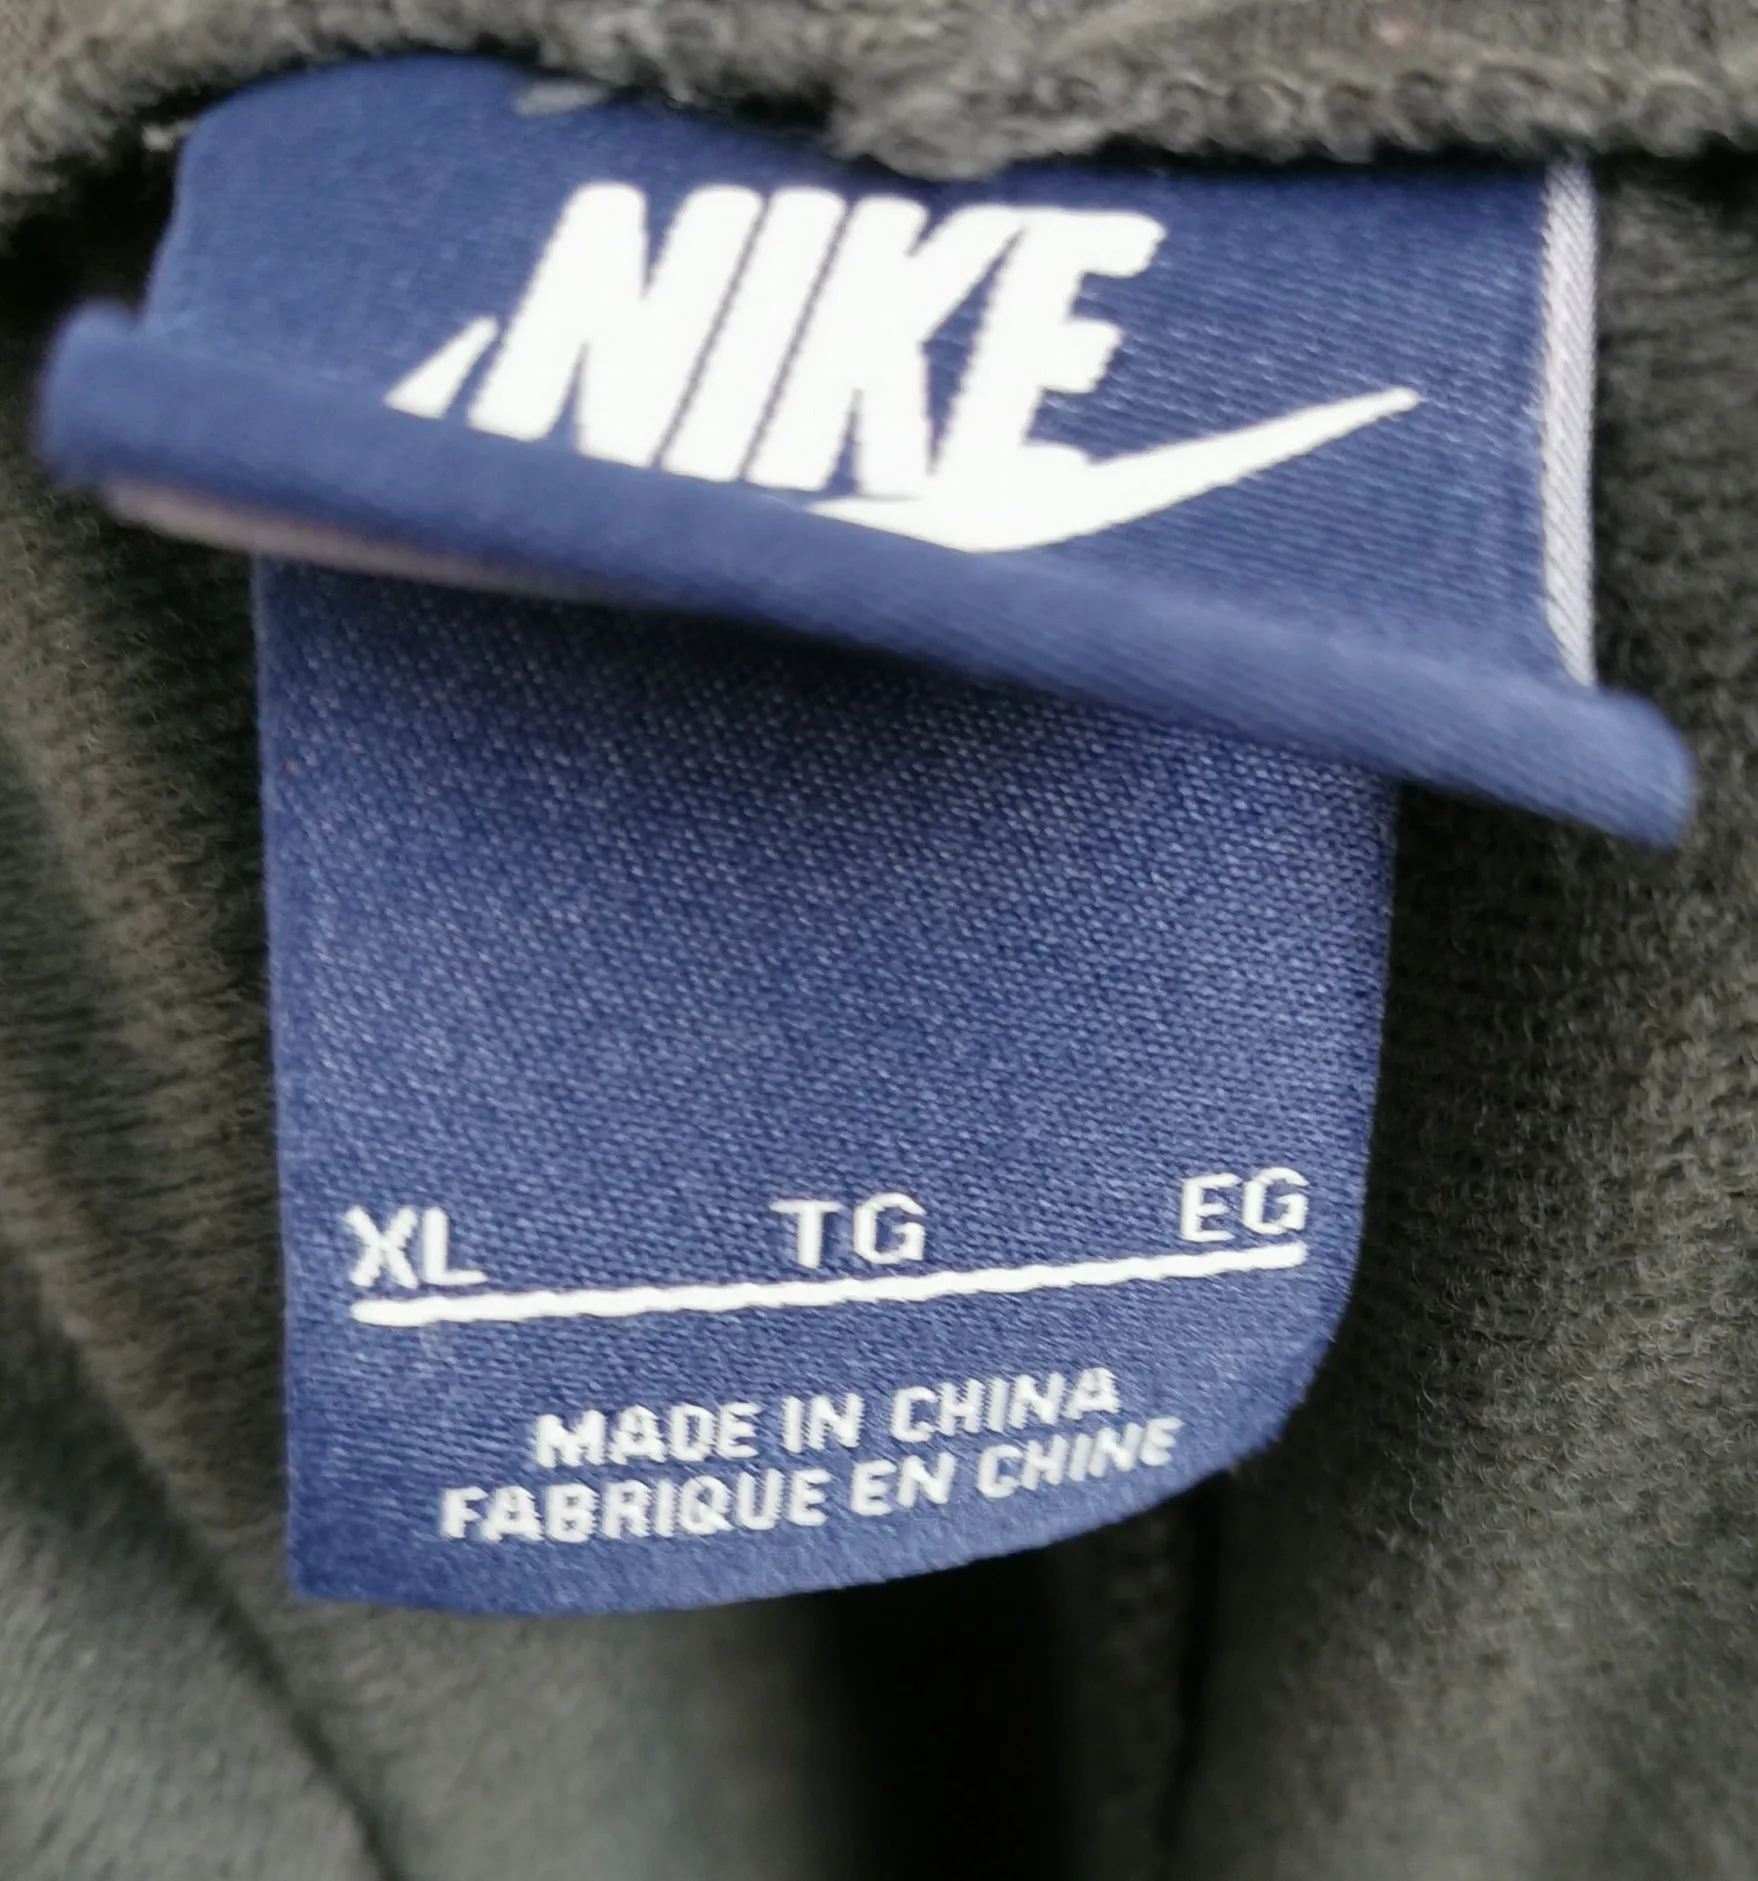 NIKE
XL TG EG
MADE IN CHINA
FABRIQUE EN CHINE